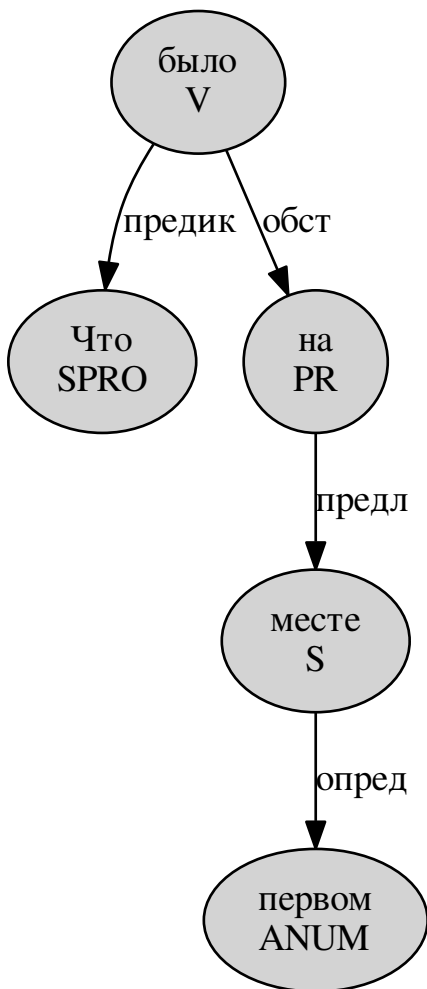 было
V
предик
обст
Что
SPRO
на
PR
предл
месте
S
опред
первом
ANUM